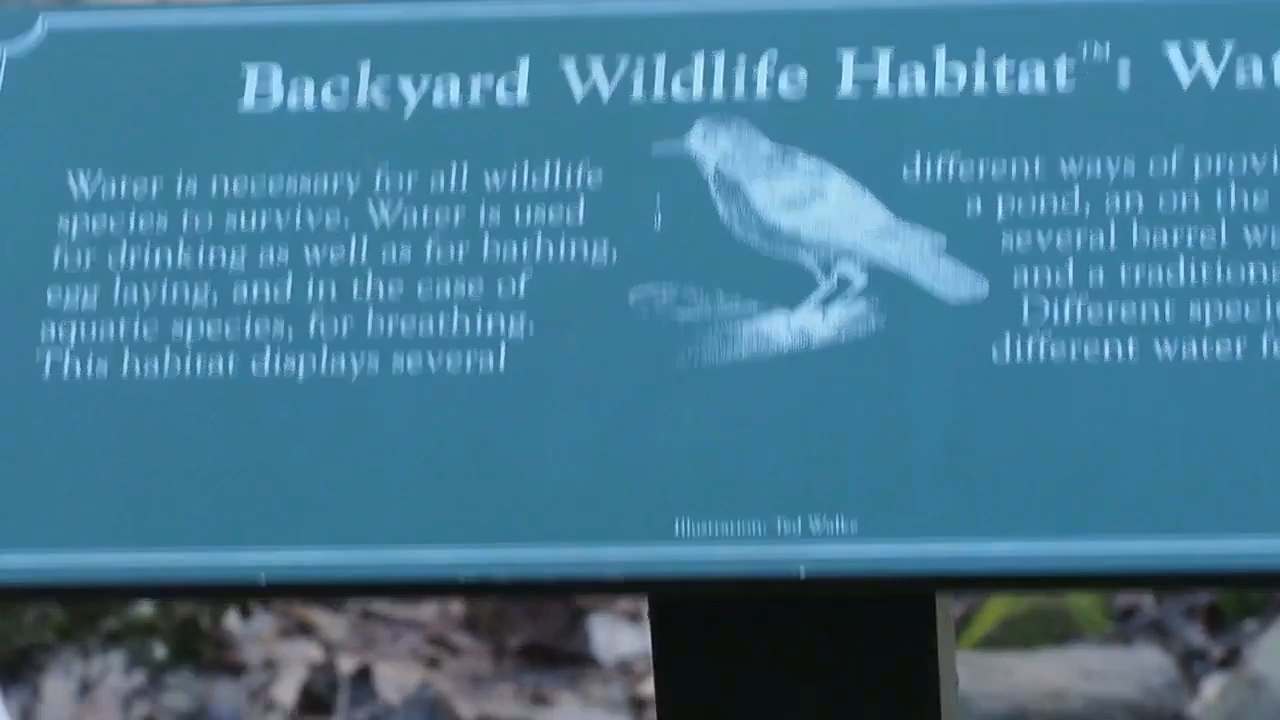 Backyard Wildlife Habitat™: Wat
Water is necessary for all wildlife
species to survive. Water is used
for drinking as well as for bathing,
egg laying, and in the case of
aquatic species, for breathing.
This habitat displays several
different ways of provi
a pond, an on the
several barrel w
and a tradition
Different speci
different water f
Illustration: Ted Walke